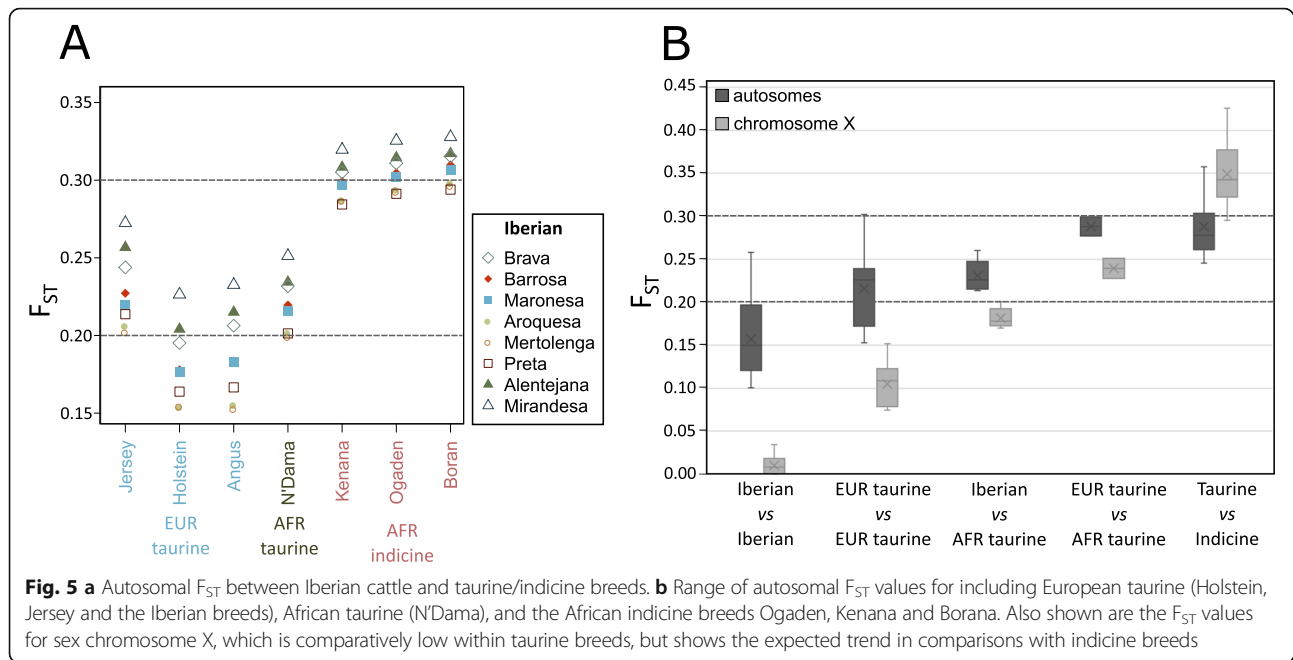 A
0.35
0.30
0.25
0.20
0.15
F_ST
Jersey
Holstein
Angus
N'Dama
Kenana
Ogaden
Boran
EUR
taurine
AFR
taurine
AFR
indicine
Iberian
Brava
Barrosa
Maronesa
Aroquesa
Mertolenga
Preta
Alentejana
Mirandesa
B
0.45
0.40
0.35
0.30
0.25
0.20
0.15
0.10
0.05
0.00
F_ST
autosomes
chromosome X
Iberian
vs
Iberian
EUR taurine
vs
EUR taurine
Iberian
vs
AFR taurine
EUR taurine
vs
AFR taurine
Taurine
vs
Indicine
Fig. 5 a Autosomal F_ST between Iberian cattle and taurine/indicine breeds. b Range of autosomal F_ST values for including European taurine (Holstein,
Jersey and the Iberian breeds), African taurine (N'Dama), and the African indicine breeds Ogaden, Kenana and Borana. Also shown are the F_ST values
for sex chromosome X, which is comparatively low within taurine breeds, but shows the expected trend in comparisons with indicine breeds